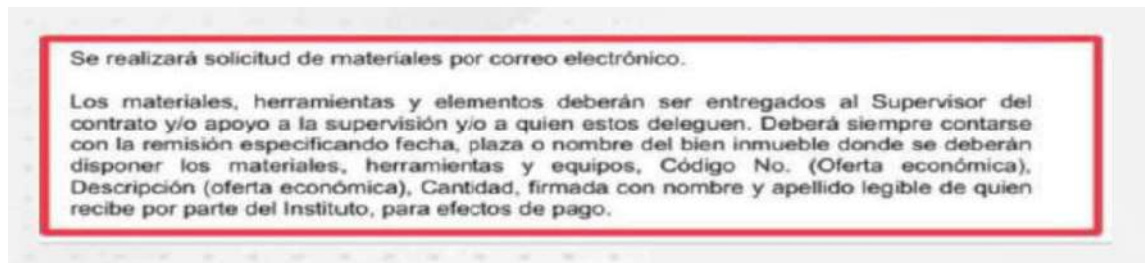 Se realizará solicitud de materiales por correo electrónico.
Los materiales, herramientas y elementos deberán ser entregados al Supervisor del
contrato y/o apoyo a la supervisión y/o a quien estos deleguen. Deberá siempre contarse
con la remisión especificando fecha, plaza o nombre del bien inmueble donde se deberán
disponer los materiales, herramientas y equipos, Código No. (Oferta económica),
Descripción (oferta económica), Cantidad, firmada con nombre y apellido legible de quien
recibe por parte del Instituto, para efectos de pago.